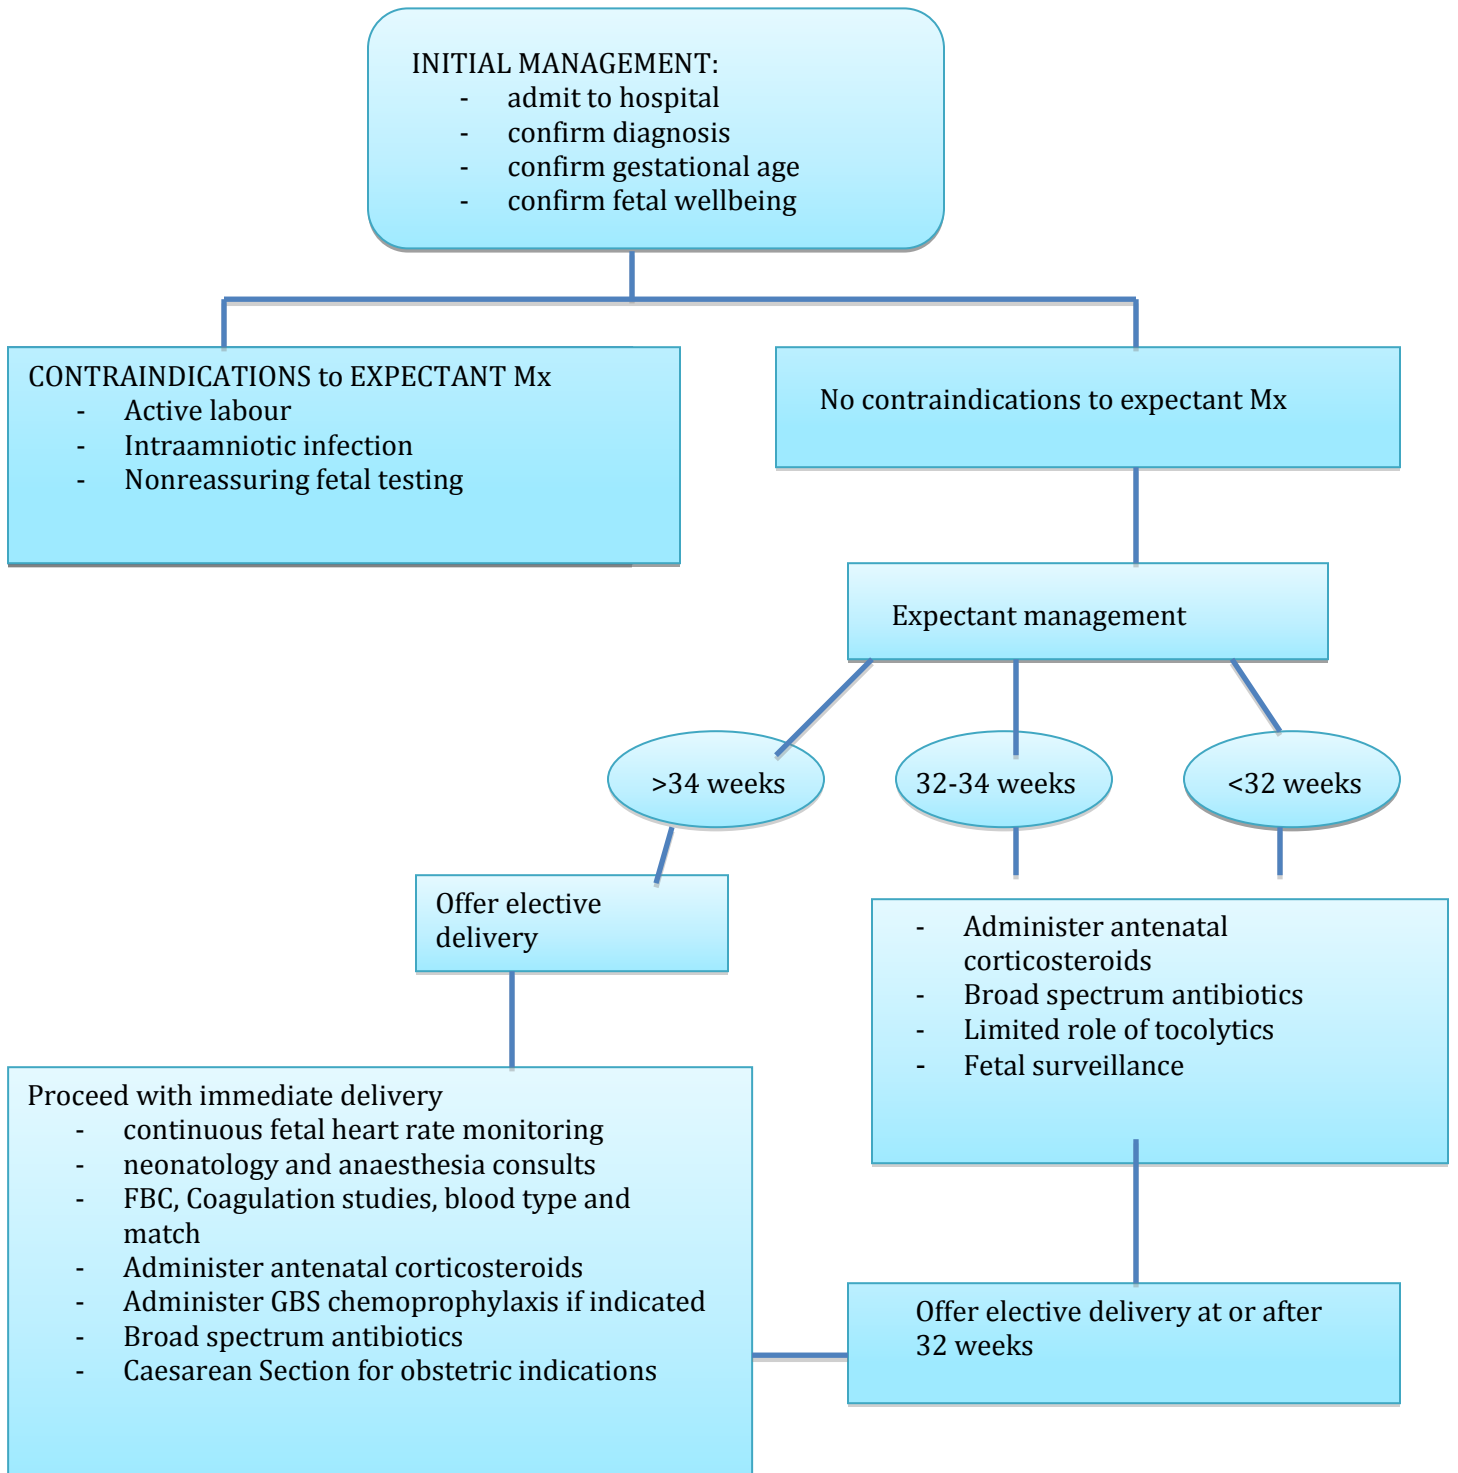 INITIAL MANAGEMENT:
- admit to hospital
- confirm diagnosis
- confirm gestational age
- confirm fetal wellbeing
CONTRAINDICATIONS to EXPECTANT Mx
- Active labour
- Intraamniotic infection
- Nonreassuring fetal testing
No contraindications to expectant Mx
Expectant management
>34 weeks
32-34 weeks
<32 weeks
Offer elective
delivery
- Administer antenatal
corticosteroids
- Broad spectrum antibiotics
- Limited role of tocolytics
- Fetal surveillance
Proceed with immediate delivery
- continuous fetal heart rate monitoring
- neonatology and anaesthesia consults
- FBC, Coagulation studies, blood type and
match
- Administer antenatal corticosteroids
- Administer GBS chemoprophylaxis if indicated
- Broad spectrum antibiotics
- Caesarean Section for obstetric indications
Offer elective delivery at or after
32 weeks